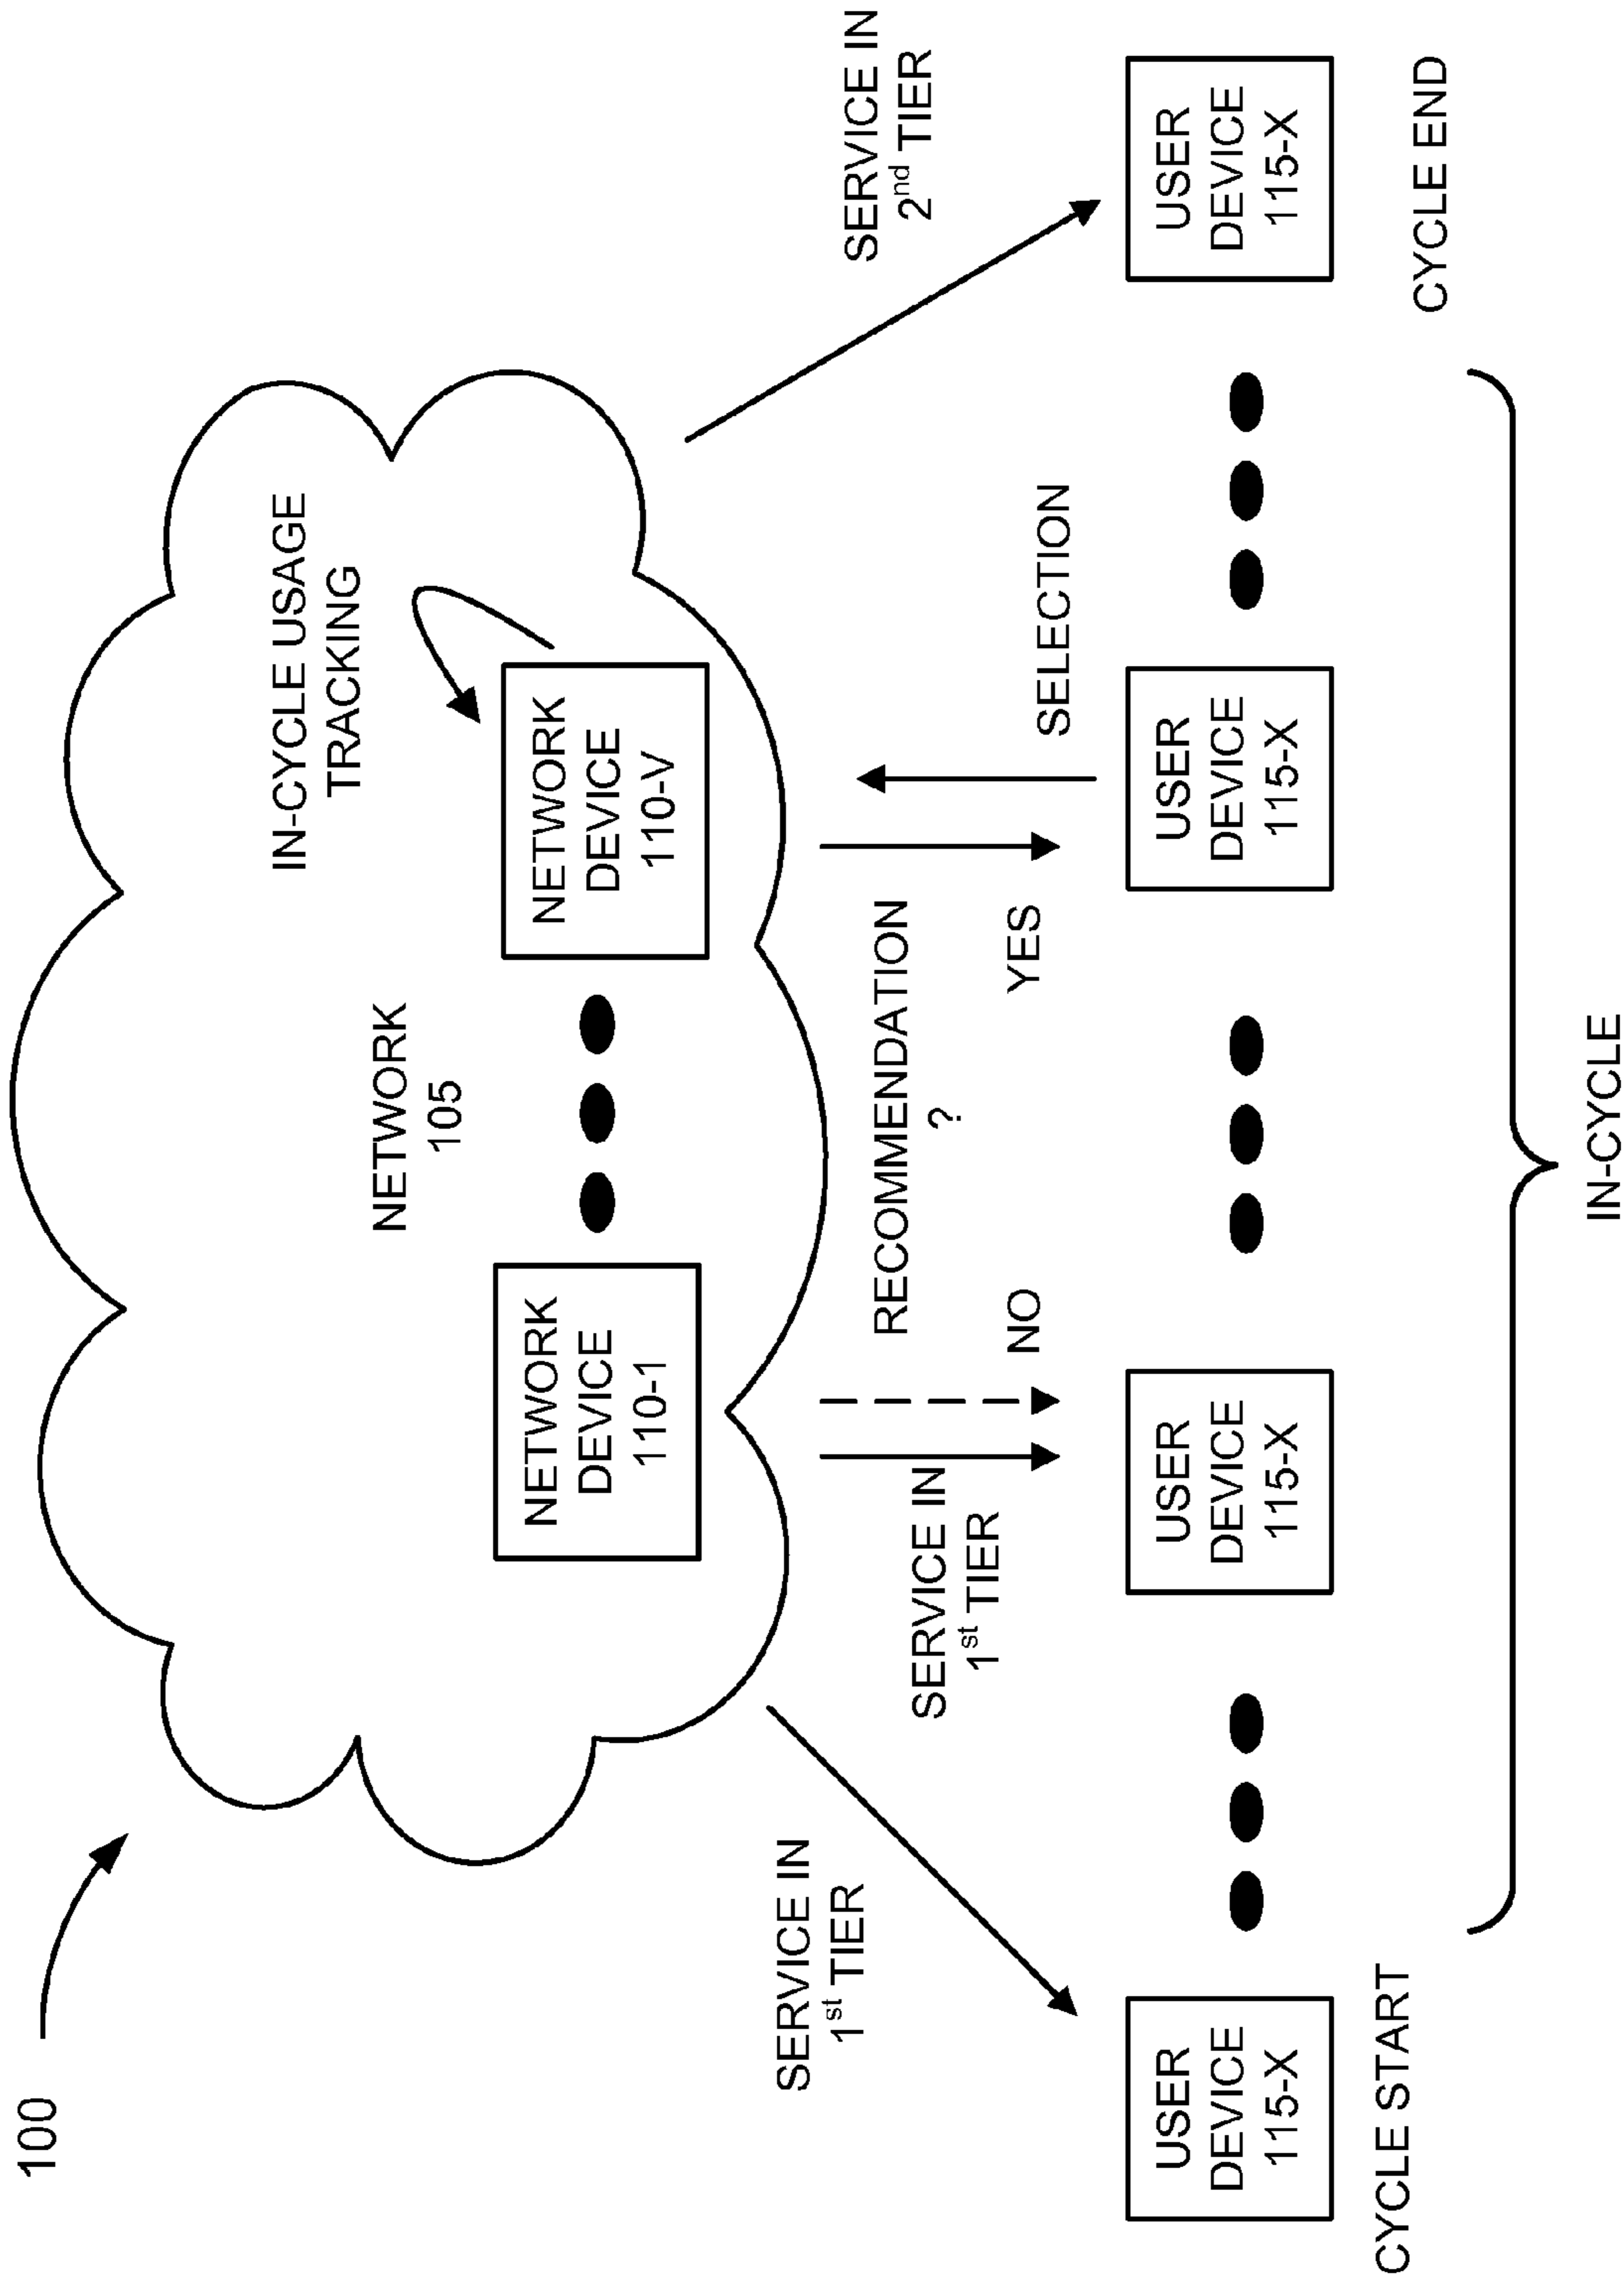 100
NETWORK
105
IN-CYCLE USAGE
TRACKING
NETWORK
DEVICE
110-1
NETWORK
DEVICE
110-V
SERVICE IN
1st TIER
SERVICE IN
1st TIER
RECOMMENDATION
?
NO
YES
SELECTION
SERVICE IN
2nd TIER
USER
DEVICE
115-X
USER
DEVICE
115-X
USER
DEVICE
115-X
USER
DEVICE
115-X
CYCLE START
CYCLE END
IN-CYCLE